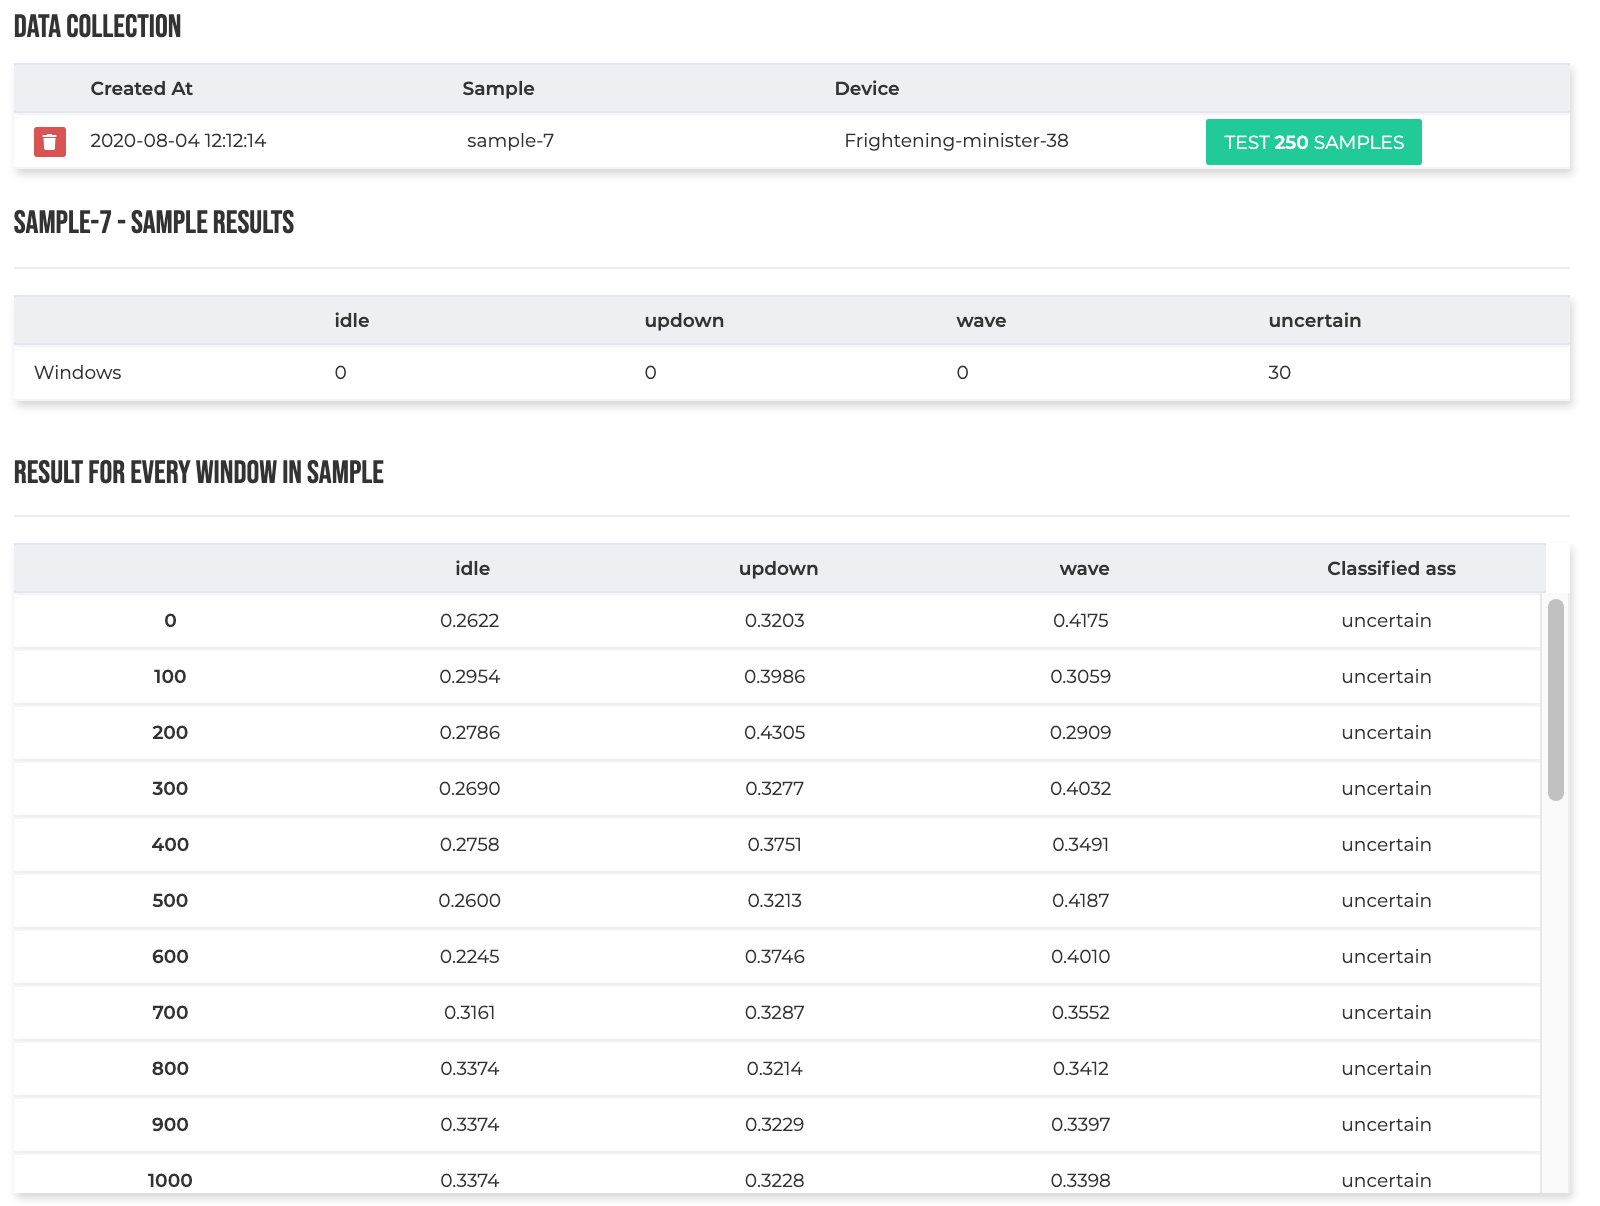 DATA COLLECTION
Created At Sample Device
2020-08-04 12:12:14 sample-7 Frightening-minister-38 TEST 250 SAMPLES
SAMPLE-7 - SAMPLE RESULTS
idle updown wave uncertain
Windows 0 0 0 30
RESULT FOR EVERY WINDOW IN SAMPLE
idle updown wave Classified ass
0 0.2622 0.3203 0.4175 uncertain
100 0.2954 0.3986 0.3059 uncertain
200 0.2786 0.4305 0.2909 uncertain
300 0.2690 0.3277 0.4032 uncertain
400 0.2758 0.3751 0.3491 uncertain
500 0.2600 0.3213 0.4187 uncertain
600 0.2245 0.3746 0.4010 uncertain
700 0.3161 0.3287 0.3552 uncertain
800 0.3374 0.3214 0.3412 uncertain
900 0.3374 0.3229 0.3397 uncertain
1000 0.3374 0.3228 0.3398 uncertain